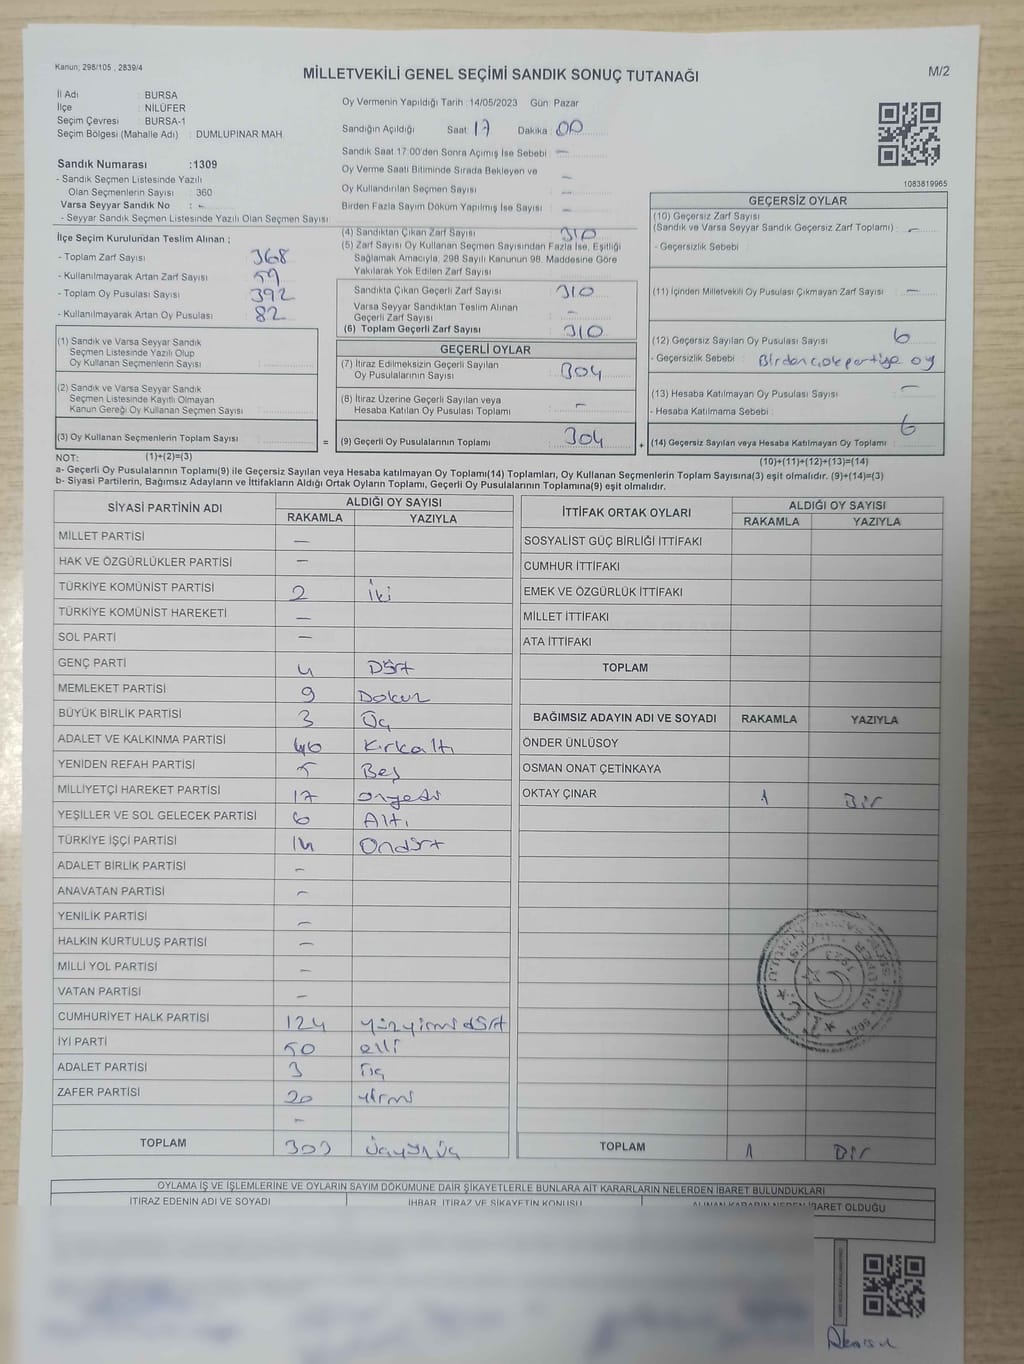 Kanun; 298/105 , 2839/4
MİLLETVEKİLİ GENEL SEÇİMİ SANDIK SONUÇ TUTANAĞI
M/2
İl Adı : BURSA
İlçe : NİLÜFER
Seçim Çevresi : BURSA-1
Seçim Bölgesi (Mahalle Adı) : DUMLUPINAR MAH.
Sandık Numarası :1309
- Sandık Seçmen Listesinde Yazılı
Olan Seçmenlerin Sayısı : 360
Varsa Seyyar Sandık No : -
- Seyyar Sandık Seçmen Listesinde Yazılı Olan Seçmen Sayısı :
Oy Vermenin Yapıldığı Tarih : 14/05/2023 Gün: Pazar
Sandığın Açıldığı Saat: 17 Dakika: 00
Sandık Saat 17:00'den Sonra Açılmış İse Sebebi : —
Oy Verme Saati Bitiminde Sırada Bekleyen ve
Oy Kullandırılan Seçmen Sayısı : —
Birden Fazla Sayım Döküm Yapılmış İse Sayısı : —
1083819965
İlçe Seçim Kurulundan Teslim Alınan ;
- Toplam Zarf Sayısı : 368
- Kullanılmayarak Artan Zarf Sayısı : 59
- Toplam Oy Pusulası Sayısı : 392
- Kullanılmayarak Artan Oy Pusulası : 82
(1) Sandık ve Varsa Seyyar Sandık
Seçmen Listesinde Yazılı Olup
Oy Kullanan Seçmenlerin Sayısı :
(2) Sandık ve Varsa Seyyar Sandık
Seçmen Listesinde Kayıtlı Olmayan
Kanun Gereği Oy Kullanan Seçmen Sayısı :
(3) Oy Kullanan Seçmenlerin Toplam Sayısı :
(4) Sandıktan Çıkan Zarf Sayısı : 310
(5) Zarf Sayısı Oy Kullanan Seçmen Sayısından Fazla İse, Eşitliği
Sağlamak Amacıyla, 298 Sayılı Kanunun 98. Maddesine Göre
Yakılarak Yok Edilen Zarf Sayısı :
Sandıkta Çıkan Geçerli Zarf Sayısı : 310
Varsa Seyyar Sandıktan Teslim Alınan
Geçerli Zarf Sayısı : —
(6) Toplam Geçerli Zarf Sayısı : 310
GEÇERLİ OYLAR
(7) İtiraz Edilmeksizin Geçerli Sayılan
Oy Pusulalarının Sayısı : 304
(8) İtiraz Üzerine Geçerli Sayılan veya
Hesaba Katılan Oy Pusulası Toplamı : —
= (9) Geçerli Oy Pusulalarının Toplamı : 304
GEÇERSİZ OYLAR
(10) Geçersiz Zarf Sayısı
(Sandık ve Varsa Seyyar Sandık Geçersiz Zarf Toplamı) : —
- Geçersizlik Sebebi :
(11) İçinden Milletvekili Oy Pusulası Çıkmayan Zarf Sayısı : —
(12) Geçersiz Sayılan Oy Pusulası Sayısı : 6
- Geçersizlik Sebebi : Birden çok partiye oy
(13) Hesaba Katılmayan Oy Pusulası Sayısı : —
- Hesaba Katılmama Sebebi :
+ (14) Geçersiz Sayılan veya Hesaba Katılmayan Oy Toplamı : 6
NOT: (1)+(2)=(3) (10)+(11)+(12)+(13)=(14)
a- Geçerli Oy Pusulalarının Toplamı(9) ile Geçersiz Sayılan veya Hesaba katılmayan Oy Toplamı(14) Toplamları, Oy Kullanan Seçmenlerin Toplam Sayısına(3) eşit olmalıdır. (9)+(14)=(3)
b- Siyasi Partilerin, Bağımsız Adayların ve İttifakların Aldığı Ortak Oyların Toplamı, Geçerli Oy Pusulalarının Toplamına(9) eşit olmalıdır.
SİYASİ PARTİNİN ADI ALDIĞI OY SAYISI
RAKAMLA YAZIYLA
MİLLET PARTİSİ —
HAK VE ÖZGÜRLÜKLER PARTİSİ —
TÜRKİYE KOMÜNİST PARTİSİ 2 iki
TÜRKİYE KOMÜNİST HAREKETİ —
SOL PARTİ —
GENÇ PARTİ 4 Dört
MEMLEKET PARTİSİ 9 Dokuz
BÜYÜK BİRLİK PARTİSİ 3 Üç
ADALET VE KALKINMA PARTİSİ 46 Kırkaltı
YENİDEN REFAH PARTİSİ 5 Beş
MİLLİYETÇİ HAREKET PARTİSİ 17 onyedi
YEŞİLLER VE SOL GELECEK PARTİSİ 6 Altı
TÜRKİYE İŞÇİ PARTİSİ 14 Ondört
ADALET BİRLİK PARTİSİ —
ANAVATAN PARTİSİ —
YENİLİK PARTİSİ —
HALKIN KURTULUŞ PARTİSİ —
MİLLİ YOL PARTİSİ —
VATAN PARTİSİ —
CUMHURİYET HALK PARTİSİ 124 yüzyirmidört
İYİ PARTİ 50 elli
ADALET PARTİSİ 3 üç
ZAFER PARTİSİ 20 yirmi
—
TOPLAM 303 üçyüzüç
İTTİFAK ORTAK OYLARI ALDIĞI OY SAYISI
RAKAMLA YAZIYLA
SOSYALİST GÜÇ BİRLİĞİ İTTİFAKI
CUMHUR İTTİFAKI
EMEK VE ÖZGÜRLÜK İTTİFAKI
MİLLET İTTİFAKI
ATA İTTİFAKI
TOPLAM
BAĞIMSIZ ADAYIN ADI VE SOYADI RAKAMLA YAZIYLA
ÖNDER ÜNLÜSOY
OSMAN ONAT ÇETİNKAYA
OKTAY ÇINAR 1 Bir
TOPLAM 1 Bir
OYLAMA İŞ VE İŞLEMLERİNE VE OYLARIN SAYIM DÖKÜMÜNE DAİR ŞİKAYETLERLE BUNLARA AİT KARARLARIN NELERDEN İBARET BULUNDUKLARI
İTİRAZ EDENİN ADI VE SOYADI İHBAR, İTİRAZ VE ŞİKAYETİN KONUSU ALINAN KARARIN NEDEN İBARET OLDUĞU